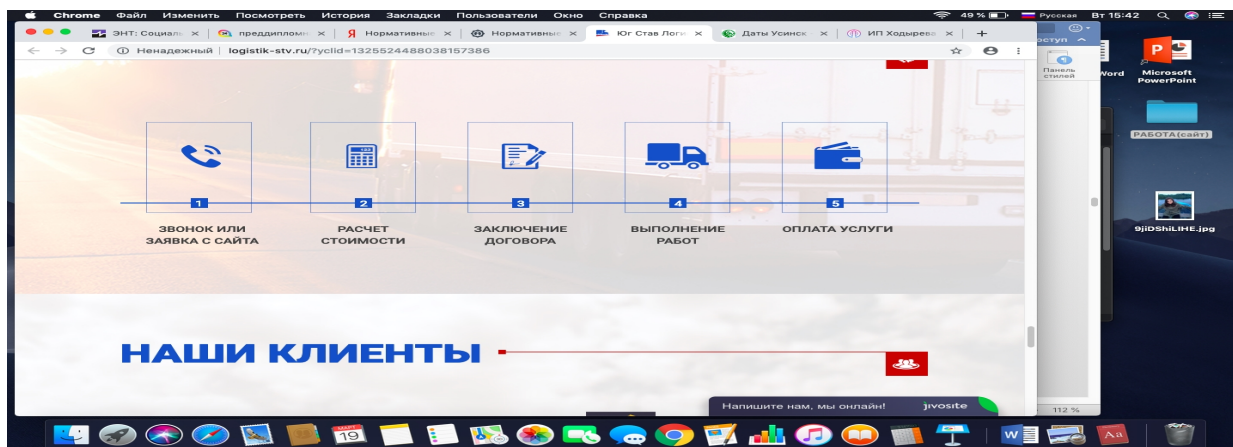 Chrome Файл Изменить Посмотреть История Закладки Пользователи Окно Справка 49 % Русская Вт 15:42
ЭНТ: Социаль преддипломн Нормативные Нормативные Юг Став Логи Даты Усинск ИП Ходырева
Ненадежный logistik-stv.ru/?yclid=1325524488038157386
оступ
Панель
стилей
Word
Microsoft
PowerPoint
РАБОТА(сайт)
9jiDShiLIHE.jpg
1 2 3 4 5
ЗВОНОК ИЛИ
ЗАЯВКА С САЙТА
РАСЧЕТ
СТОИМОСТИ
ЗАКЛЮЧЕНИЕ
ДОГОВОРА
ВЫПОЛНЕНИЕ
РАБОТ
ОПЛАТА УСЛУГИ
НАШИ КЛИЕНТЫ
Напишите нам, мы онлайн! jivosite
112 %
МАРТ
19